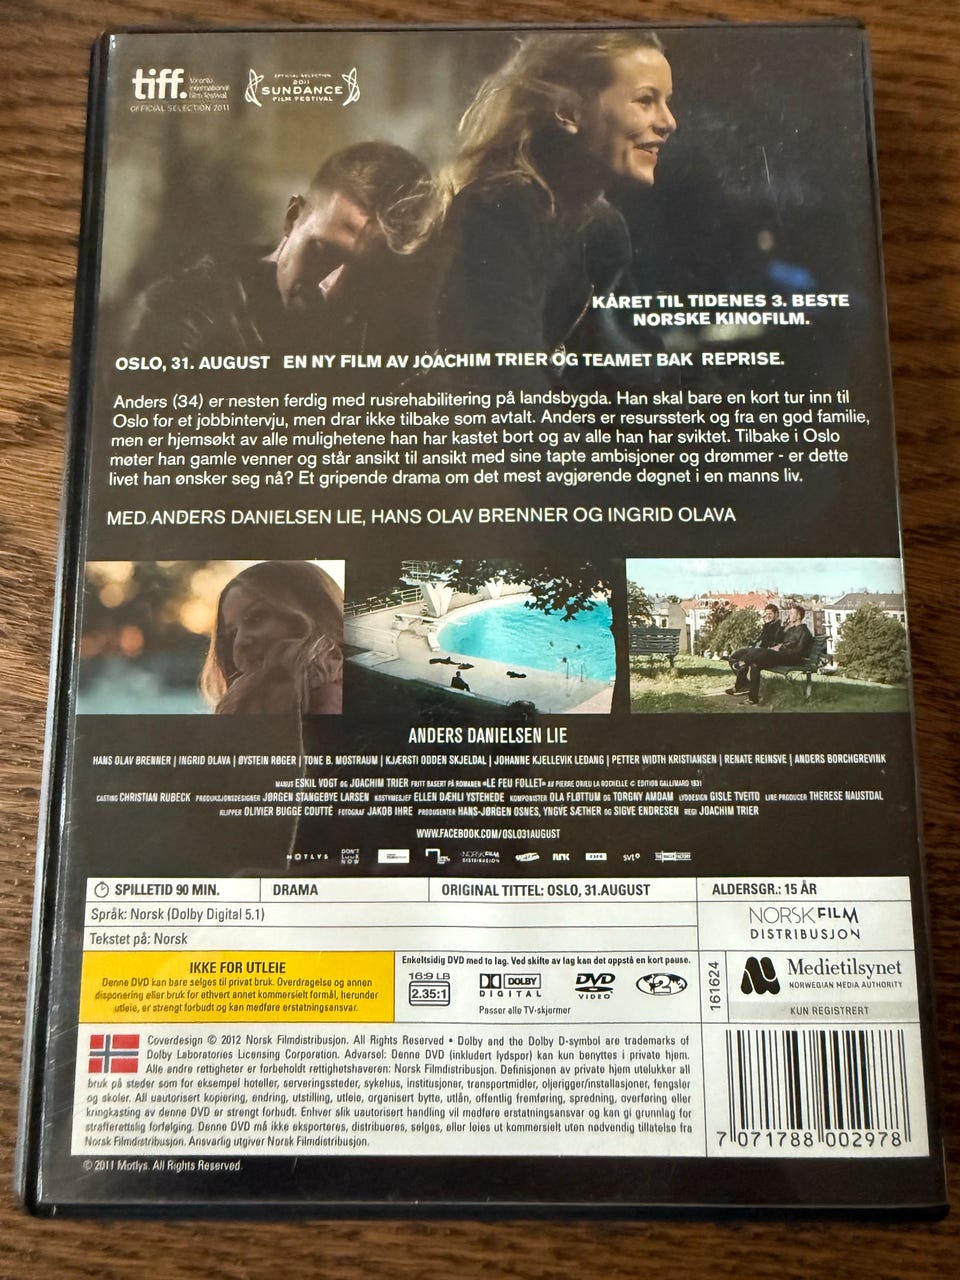 tiff. toronto international film festival
OFFICIAL SELECTION 2011
OFFICIAL SELECTION
2011
SUNDANCE
FILM FESTIVAL
KÅRET TIL TIDENES 3. BESTE
NORSKE KINOFILM.
OSLO, 31. AUGUST EN NY FILM AV JOACHIM TRIER OG TEAMET BAK REPRISE.
Anders (34) er nesten ferdig med rusrehabilitering på landsbygda. Han skal bare en kort tur inn til
Oslo for et jobbintervju, men drar ikke tilbake som avtalt. Anders er resurssterk og fra en god familie,
men er hjemsøkt av alle mulighetene han har kastet bort og av alle han har sviktet. Tilbake i Oslo
møter han gamle venner og står ansikt til ansikt med sine tapte ambisjoner og drømmer - er dette
livet han ønsker seg nå? Et gripende drama om det mest avgjørende døgnet i en manns liv.
MED ANDERS DANIELSEN LIE, HANS OLAV BRENNER OG INGRID OLAVA
ANDERS DANIELSEN LIE
HANS OLAV BRENNER | INGRID OLAVA | ØYSTEIN RØGER | TONE B. MOSTRAUM | KJÆRSTI ODDEN SKJELDAL | JOHANNE KJELLEVIK LEDANG | PETTER WIDTH KRISTIANSEN | RENATE REINSVE | ANDERS BORCHGREVINK
MANUS ESKIL VOGT OG JOACHIM TRIER FRITT BASERT PÅ ROMANEN «LE FEU FOLLET» AV PIERRE DRIEU LA ROCHELLE © EDITION GALLIMARD 1931
CASTING CHRISTIAN RUBECK PRODUKSJONSDESIGNER JØRGEN STANGEBYE LARSEN KOSTYMESJEF ELLEN DÆHLI YSTEHEDE KOMPONISTER OLA FLØTTUM OG TORGNY AMDAM LYDDESIGN GISLE TVEITO LINE PRODUCER THERESE NAUSTDAL
KLIPPER OLIVIER BUGGE COUTTÉ FOTOGRAF JAKOB IHRE PRODUSENTER HANS-JØRGEN OSNES, YNGVE SÆTHER OG SIGVE ENDRESEN REGI JOACHIM TRIER
WWW.FACEBOOK.COM/OSLO31AUGUST
MOTLYS DON'T LOOK NOW NORSK FILM DISTRIBUSJON NRK DR svt
SPILLETID 90 MIN. DRAMA ORIGINAL TITTEL: OSLO, 31.AUGUST ALDERSGR.: 15 ÅR
Språk: Norsk (Dolby Digital 5.1)
Tekstet på: Norsk
NORSK FILM
DISTRIBUSJON
IKKE FOR UTLEIE
Denne DVD kan bare selges til privat bruk. Overdragelse og annen
disponering eller bruk for ethvert annet kommersielt formål, herunder
utleie, er strengt forbudt og kan medføre erstatningsansvar.
Enkeltsidig DVD med to lag. Ved skifte av lag kan det oppstå en kort pause.
16:9 LB
2.35:1
DOLBY
DIGITAL
DVD
VIDEO
2
Passer alle TV-skjermer
161624
Medietilsynet
NORWEGIAN MEDIA AUTHORITY
KUN REGISTRERT
Coverdesign © 2012 Norsk Filmdistribusjon. All Rights Reserved • Dolby and the Dolby D-symbol are trademarks of
Dolby Laboratories Licensing Corporation. Advarsel: Denne DVD (inkludert lydspor) kan kun benyttes i private hjem.
Alle andre rettigheter er forbeholdt rettighetshaveren: Norsk Filmdistribusjon. Definisjonen av private hjem utelukker all
bruk på steder som for eksempel hoteller, serveringssteder, sykehus, institusjoner, transportmidler, oljerigger/installasjoner, fengsler
og skoler. All uautorisert kopiering, endring, utstilling, utleie, organisert bytte, utlån, offentlig fremføring, spredning, overføring eller
kringkasting av denne DVD er strengt forbudt. Enhver slik uautorisert handling vil medføre erstatningsansvar og kan gi grunnlag for
strafferettslig forfølging. Denne DVD må ikke eksporteres, distribueres, selges, eller leies ut kommersielt uten nødvendig tillatelse fra
Norsk Filmdistribusjon. Ansvarlig utgiver Norsk Filmdistribusjon.
7 071788 002978
© 2011 Motlys. All Rights Reserved.